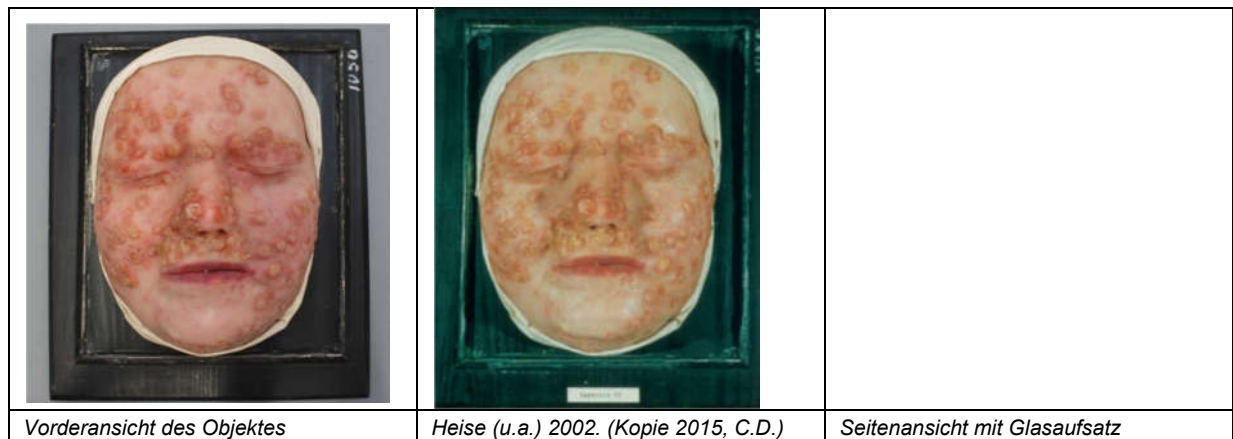 1050
Vorderansicht des Objektes
Heise (u.a.) 2002. (Kopie 2015, C.D.)
Seitenansicht mit Glasaufsatz